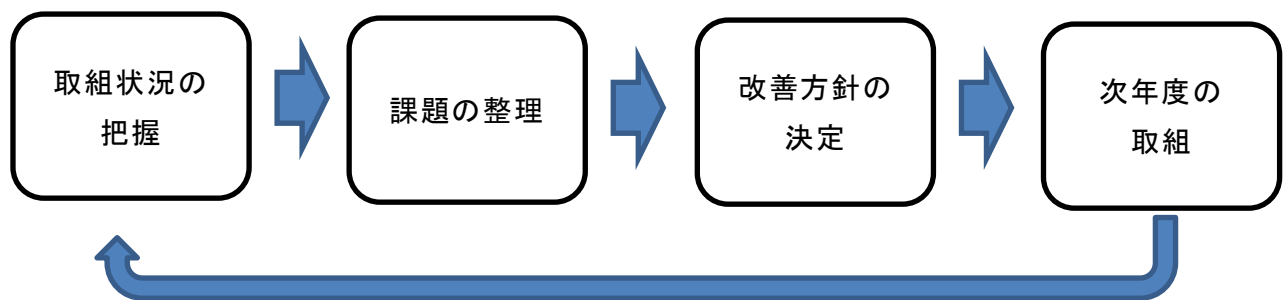 取組状況の
把握
課題の整理
改善方針の
決定
次年度の
取組